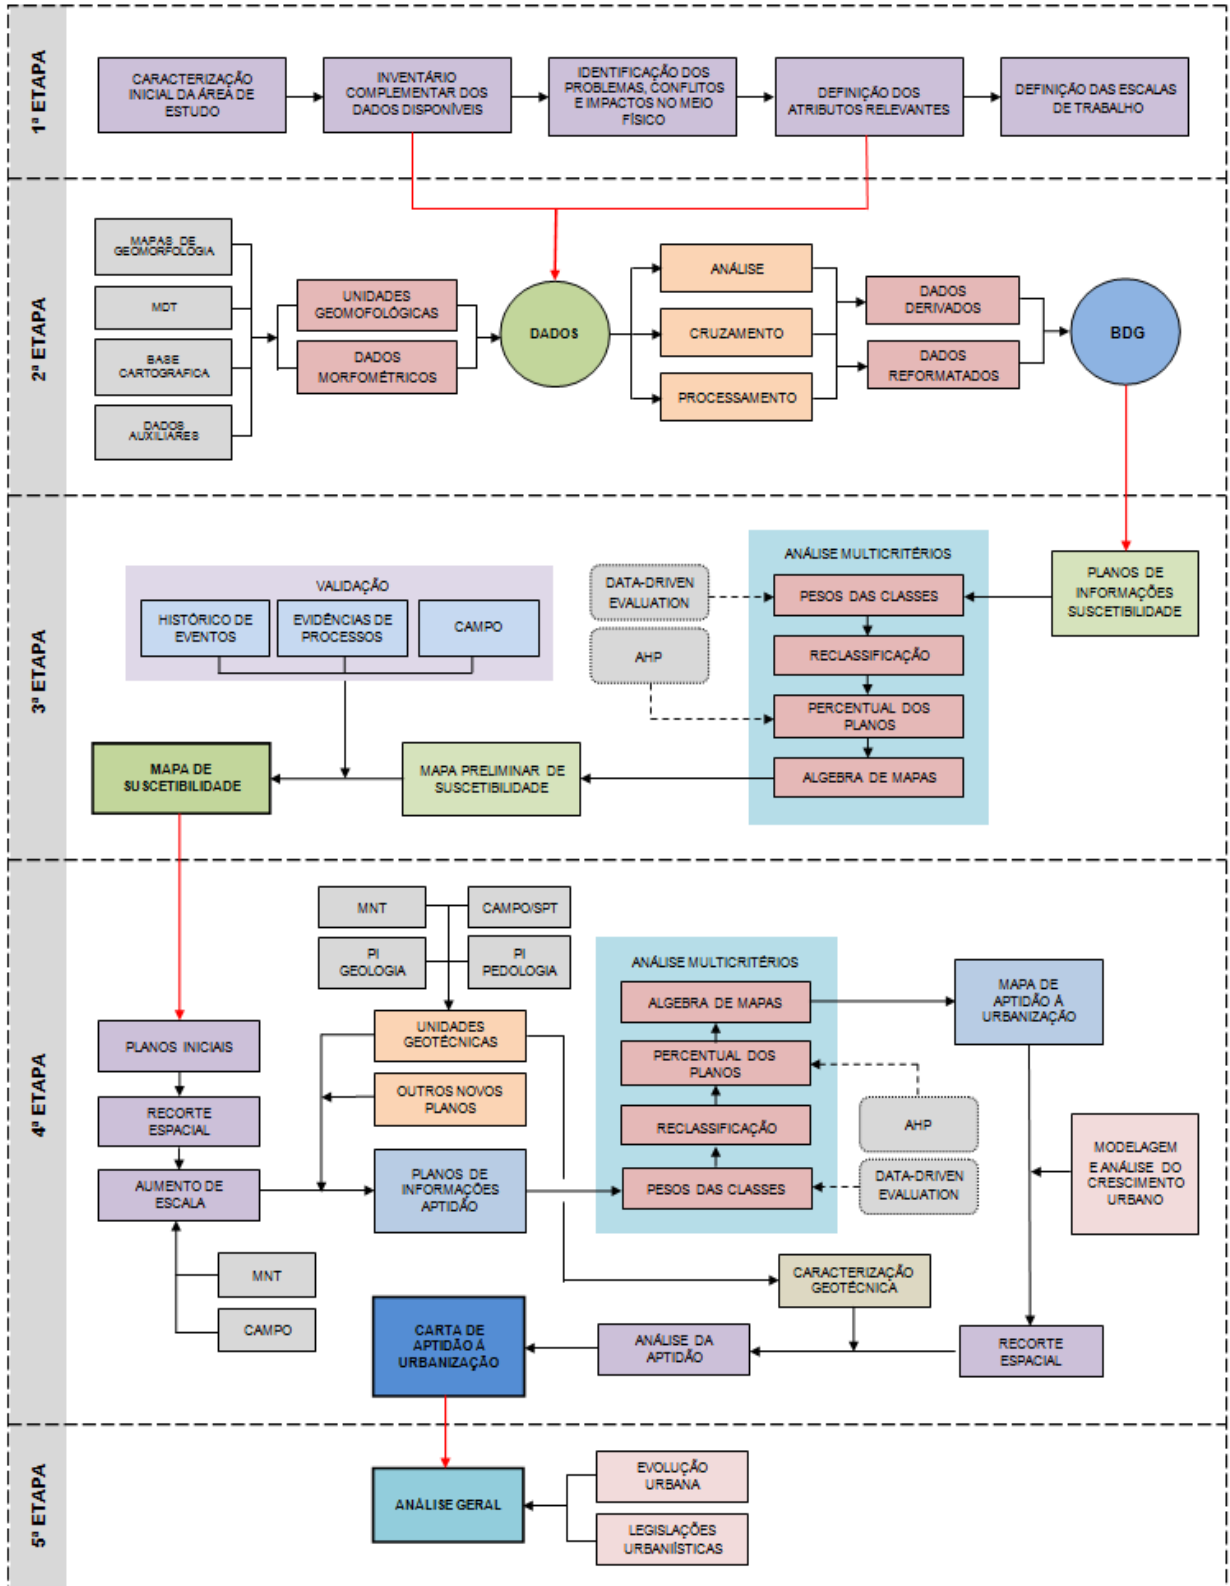 1ª ETAPA
CARACTERIZAÇÃO
INICIAL DA ÁREA DE
ESTUDO
INVENTÁRIO
COMPLEMENTAR DOS
DADOS DISPONÍVEIS
IDENTIFICAÇÃO DOS
PROBLEMAS, CONFLITOS
E IMPACTOS NO MEIO
FÍSICO
DEFINIÇÃO DOS
ATRIBUTOS RELEVANTES
DEFINIÇÃO DAS ESCALAS
DE TRABALHO
2ª ETAPA
MAPAS DE
GEOMORFOLOGIA
MDT
BASE
CARTOGRAFICA
DADOS
AUXILIARES
UNIDADES
GEOMOFOLÓGICAS
DADOS
MORFOMÉTRICOS
DADOS
ANÁLISE
CRUZAMENTO
PROCESSAMENTO
DADOS
DERIVADOS
DADOS
REFORMATADOS
BDG
3ª ETAPA
VALIDAÇÃO
HISTÓRICO DE
EVENTOS
EVIDÊNCIAS DE
PROCESSOS
CAMPO
DATA-DRIVEN
EVALUATION
AHP
ANÁLISE MULTICRITÉRIOS
PESOS DAS CLASSES
RECLASSIFICAÇÃO
PERCENTUAL DOS
PLANOS
ALGEBRA DE MAPAS
PLANOS DE
INFORMAÇÕES
SUSCETIBILIDADE
MAPA DE
SUSCETIBILIDADE
MAPA PRELIMINAR DE
SUSCETIBILIDADE
4ª ETAPA
MNT
CAMPO/SPT
PI
GEOLOGIA
PI
PEDOLOGIA
PLANOS INICIAIS
RECORTE
ESPACIAL
AUMENTO DE
ESCALA
MNT
CAMPO
UNIDADES
GEOTÉCNICAS
OUTROS NOVOS
PLANOS
PLANOS DE
INFORMAÇÕES
APTIDÃO
ANÁLISE MULTICRITÉRIOS
ALGEBRA DE MAPAS
PERCENTUAL DOS
PLANOS
RECLASSIFICAÇÃO
PESOS DAS CLASSES
AHP
DATA-DRIVEN
EVALUATION
MAPA DE
APTIDÃO À
URBANIZAÇÃO
MODELAGEM
E ANÁLISE DO
CRESCIMENTO
URBANO
CARACTERIZAÇÃO
GEOTÉCNICA
CARTA DE
APTIDÃO Á
URBANIZAÇÃO
ANÁLISE DA
APTIDÃO
RECORTE
ESPACIAL
5ª ETAPA
ANÁLISE GERAL
EVOLUÇÃO
URBANA
LEGISLAÇÕES
URBANIÍSTICAS